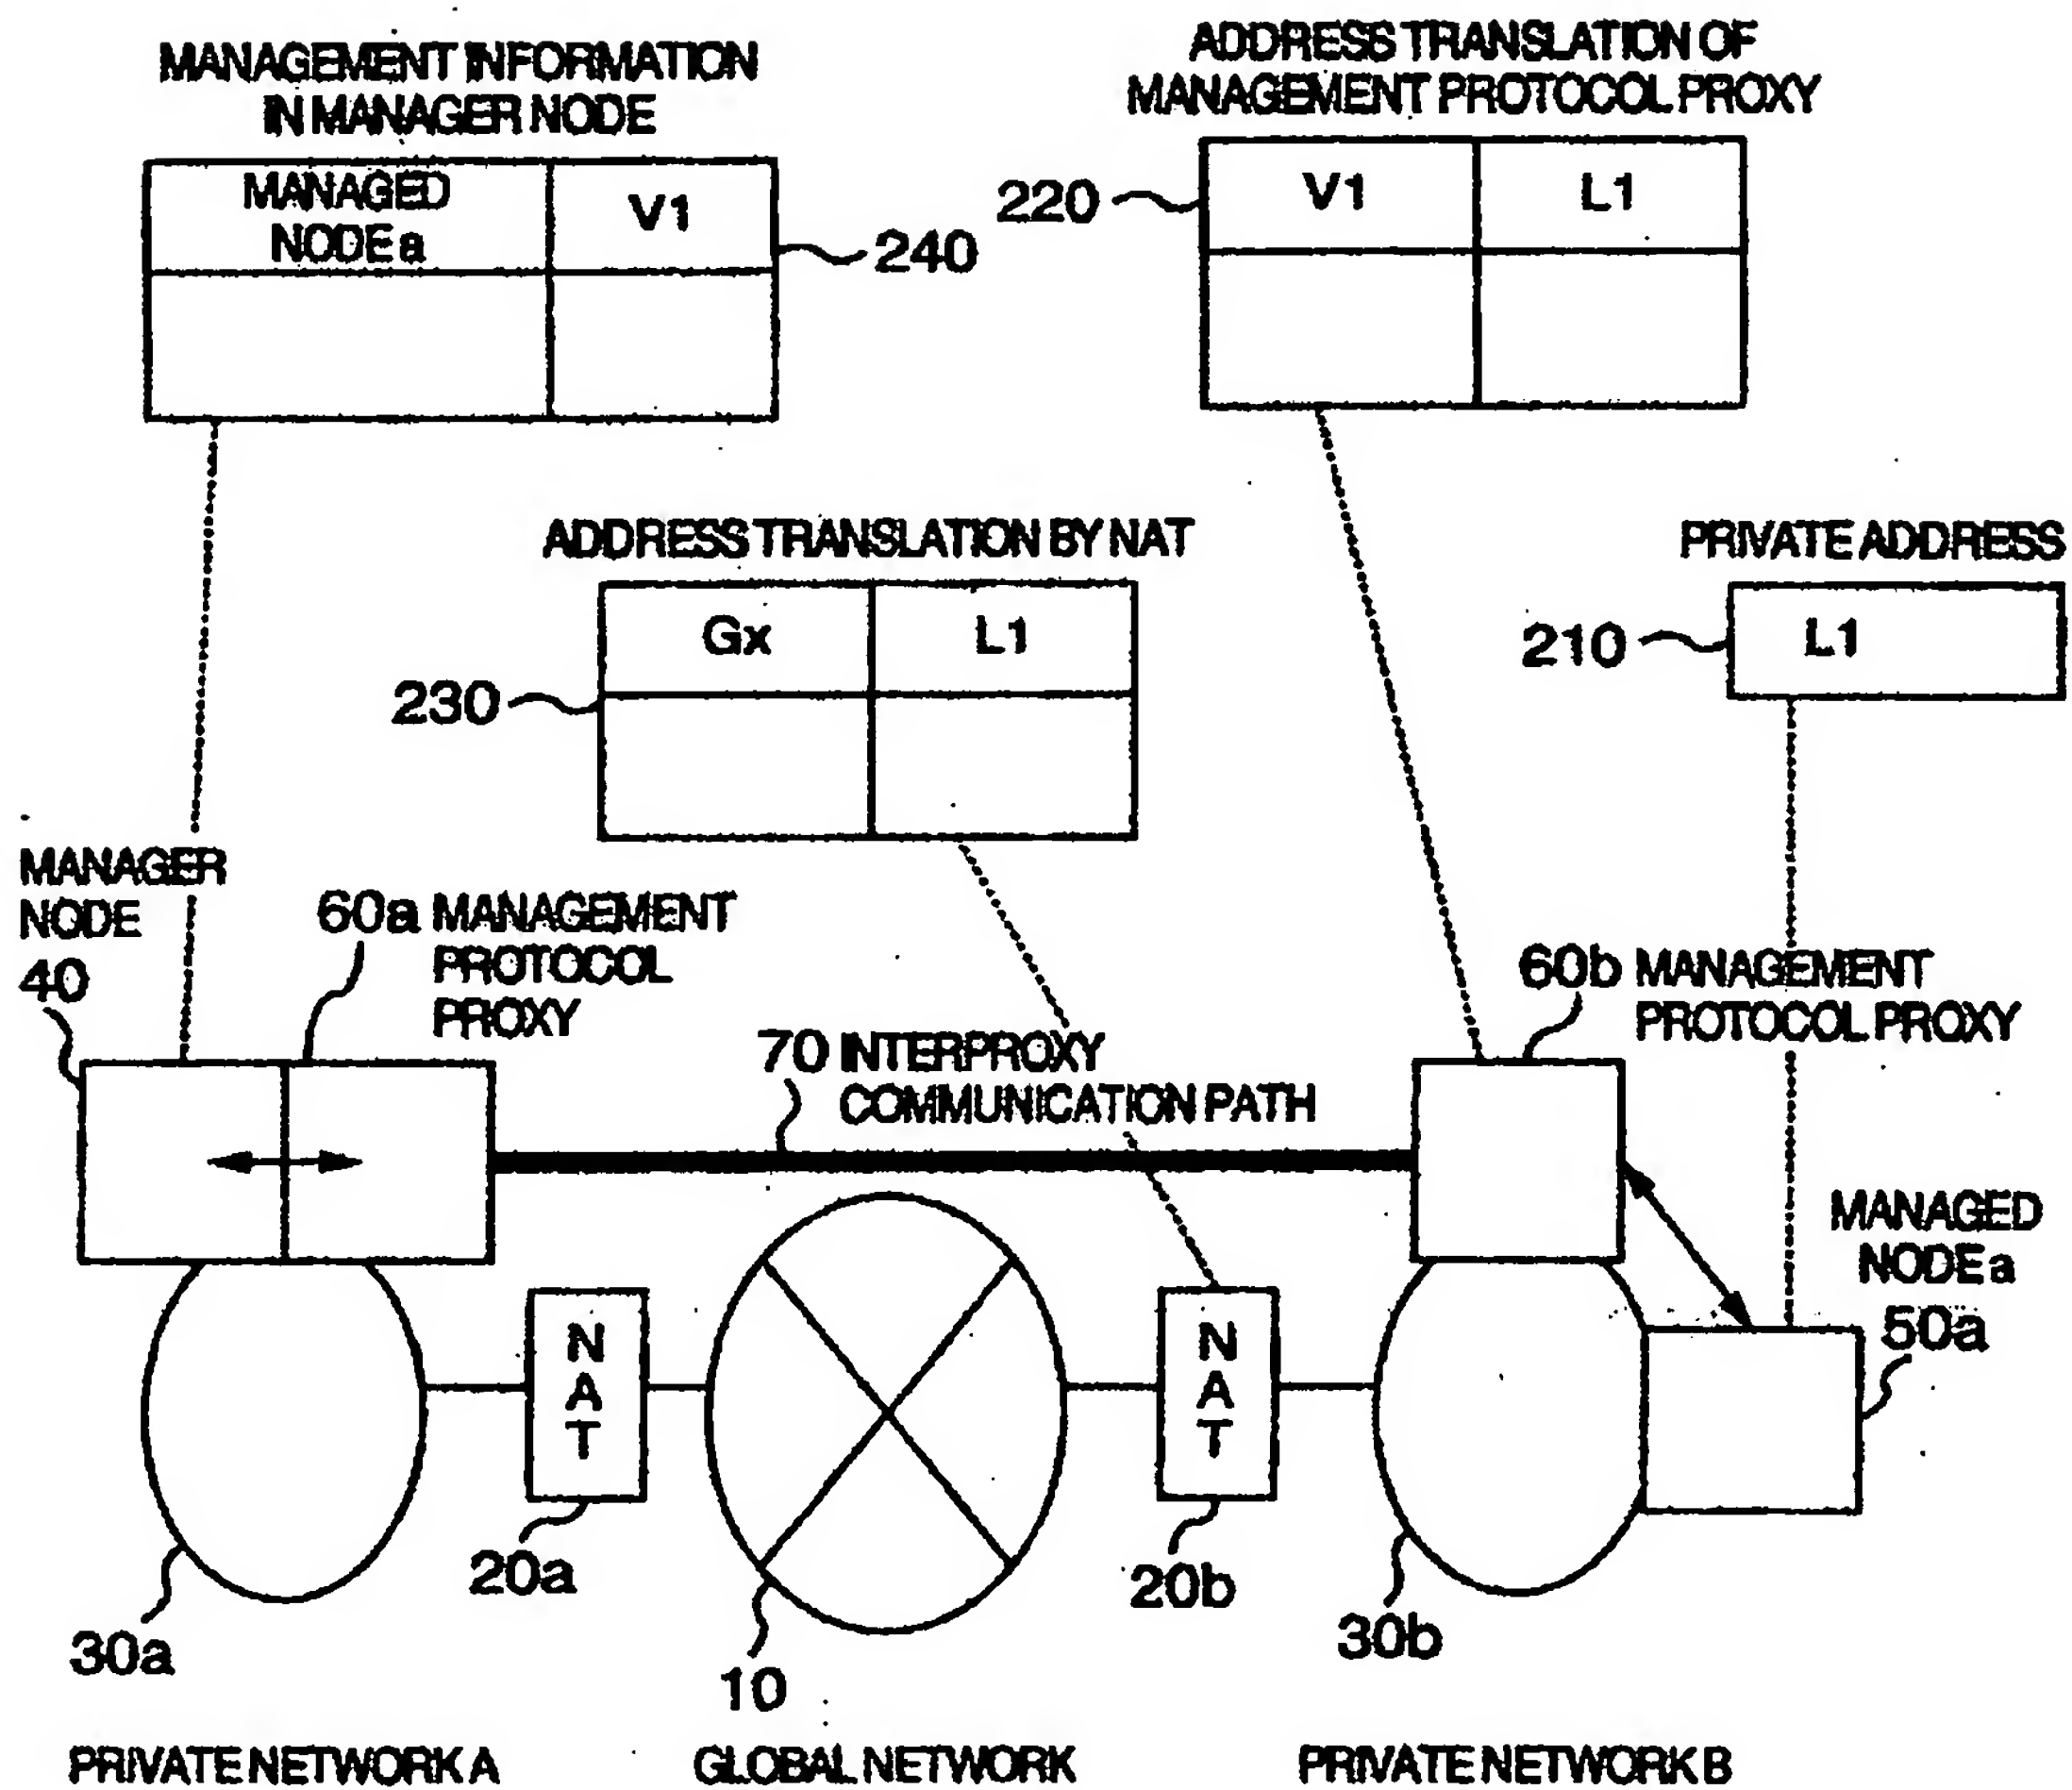 MANAGEMENT INFORMATION
IN MANAGER NODE
ADDRESS TRANSLATION OF
MANAGEMENT PROTOCOL PROXY
MANAGED
NODE a
V1
240
220
V1
L1
ADDRESS TRANSLATION BY NAT
PRIVATE ADDRESS
Gx
L1
230
210
L1
MANAGER
NODE
40
60a MANAGEMENT
PROTOCOL
PROXY
70 INTERPROXY
COMMUNICATION PATH
60b MANAGEMENT
PROTOCOL PROXY
MANAGED
NODE a
50a
NAT
NAT
20a
20b
30a
10
30b
PRIVATE NETWORK A
GLOBAL NETWORK
PRIVATE NETWORK B